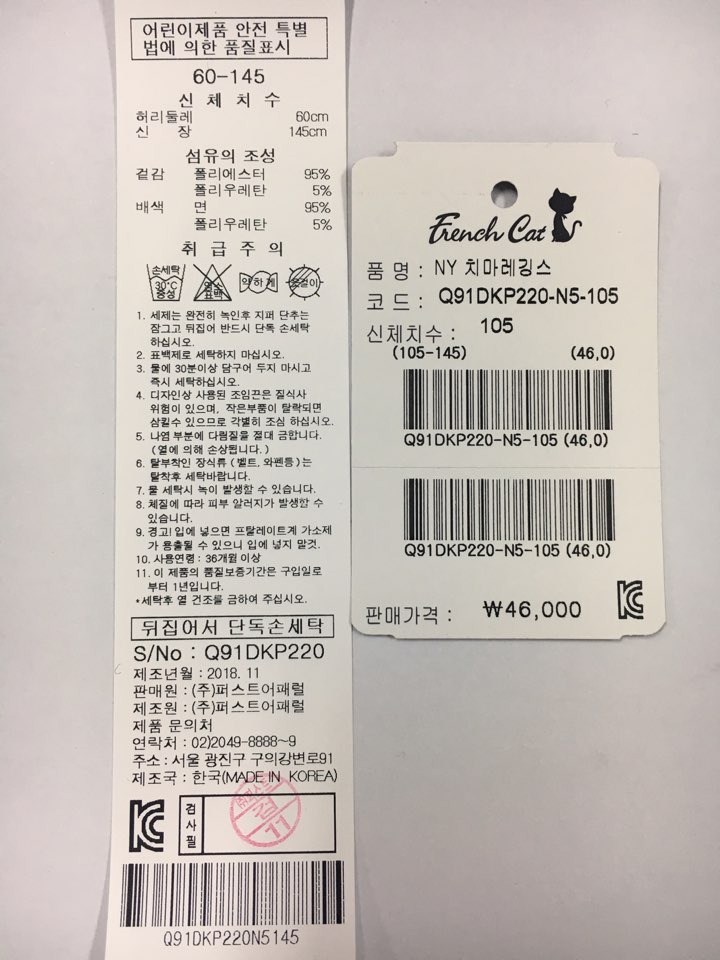 어린이제품 안전 특별
법에 의한 품질표시
60-145
신 체 치 수
허리둘레 60cm
신 장 145cm
섬유의 조성
겉감 폴리에스터 95%
폴리우레탄 5%
배색 면 95%
폴리우레탄 5%
취 급 주 의
손세탁 30°C 중성 염소 표백 약하게 옷걸이
1. 세제는 완전히 녹인후 지퍼 단추는
잠그고 뒤집어 반드시 단독 손세탁
하십시오.
2. 표백제로 세탁하지 마십시오.
3. 물에 30분이상 담구어 두지 마시고
즉시 세탁하십시오.
4. 디자인상 사용된 조임끈은 질식사
위험이 있으며, 작은부품이 탈락되면
삼킬수 있으므로 각별히 조심 하십시오.
5. 나염 부분에 다림질을 절대 금합니다.
(열에 의해 손상됩니다.)
6. 탈부착인 장식류 (벨트, 와펜등)는
탈착후 세탁바랍니다.
7. 물 세탁시 녹이 발생할 수 있습니다.
8. 체질에 따라 피부 알러지가 발생할 수
있습니다.
9. 경고! 입에 넣으면 프탈레이트계 가소제
가 용출될 수 있으니 입에 넣지 말것.
10. 사용연령 : 36개월 이상
11. 이 제품의 품질보증기간은 구입일로
부터 1년입니다.
*세탁후 열 건조를 금하여 주십시오.
뒤집어서 단독손세탁
S/No : Q91DKP220
제조년월 : 2018. 11
판매원 : (주)퍼스트어패럴
제조원 : (주)퍼스트어패럴
제품 문의처
연락처 : 02)2049-8888~9
주소 : 서울 광진구 구의강변로91
제조국 : 한국(MADE IN KOREA)
검사필
11
Q91DKP220N5145
French Cat
품 명 : NY 치마레깅스
코 드 : Q91DKP220-N5-105
신체치수 : 105
(105-145) (46,0)
Q91DKP220-N5-105 (46,0)
Q91DKP220-N5-105 (46,0)
판매가격 : ₩46,000